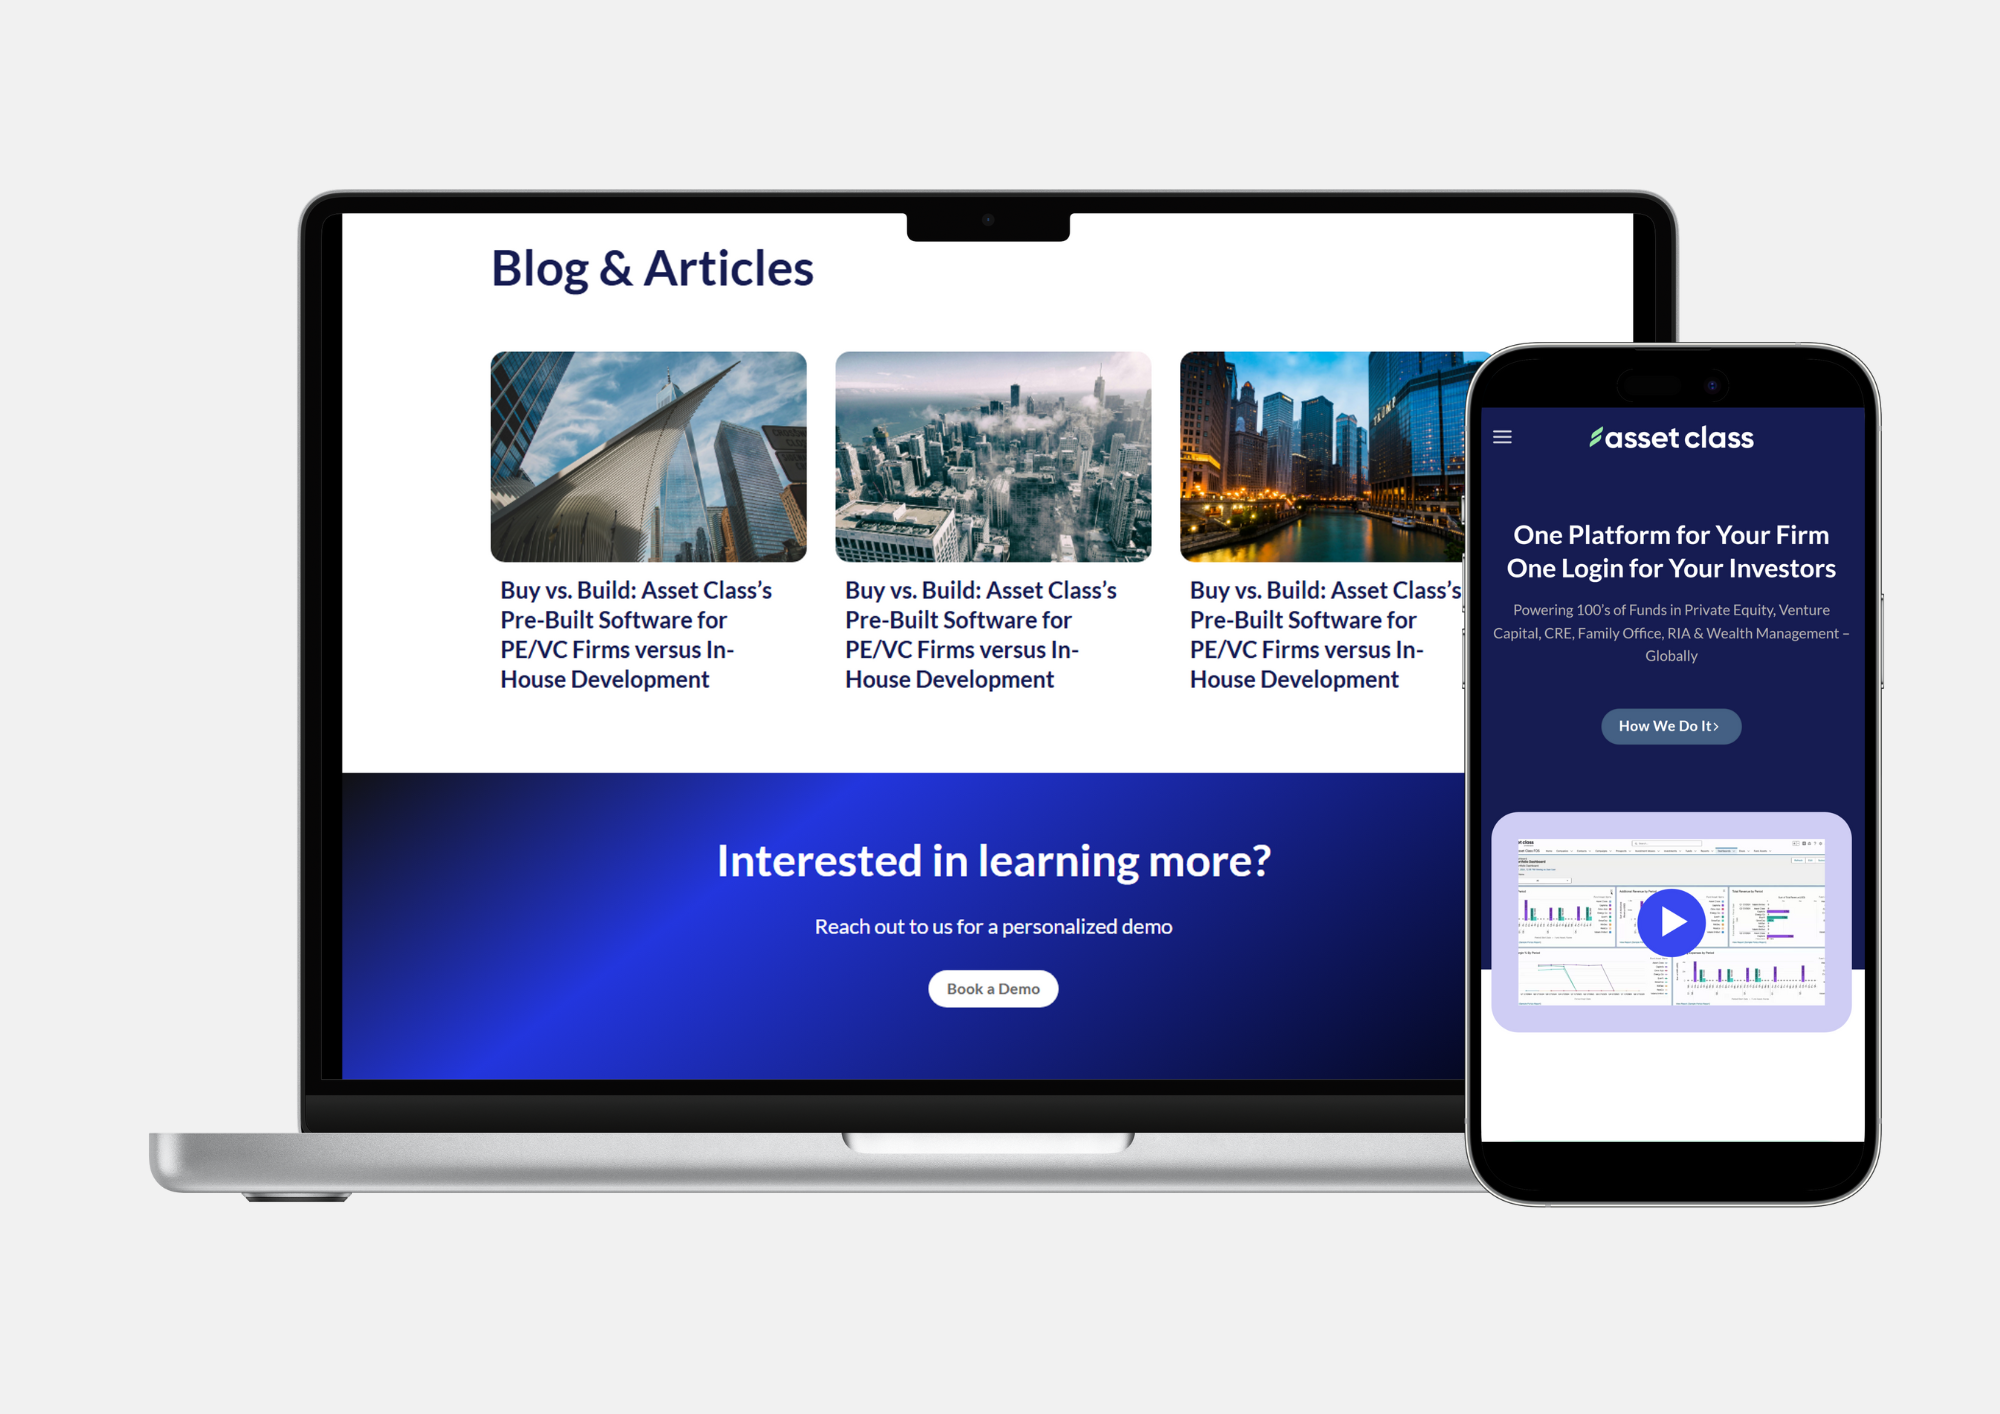 Blog & Articles
TRUMP
Buy vs. Build: Asset Class’s
Pre-Built Software for
PE/VC Firms versus In-
House Development
Buy vs. Build: Asset Class’s
Pre-Built Software for
PE/VC Firms versus In-
House Development
Buy vs. Build: Asset Class’s
Pre-Built Software for
PE/VC Firms versus In-
House Development
Interested in learning more?
Reach out to us for a personalized demo
Book a Demo
asset class
One Platform for Your Firm
One Login for Your Investors
Powering 100’s of Funds in Private Equity, Venture
Capital, CRE, Family Office, RIA & Wealth Management –
Globally
How We Do It›